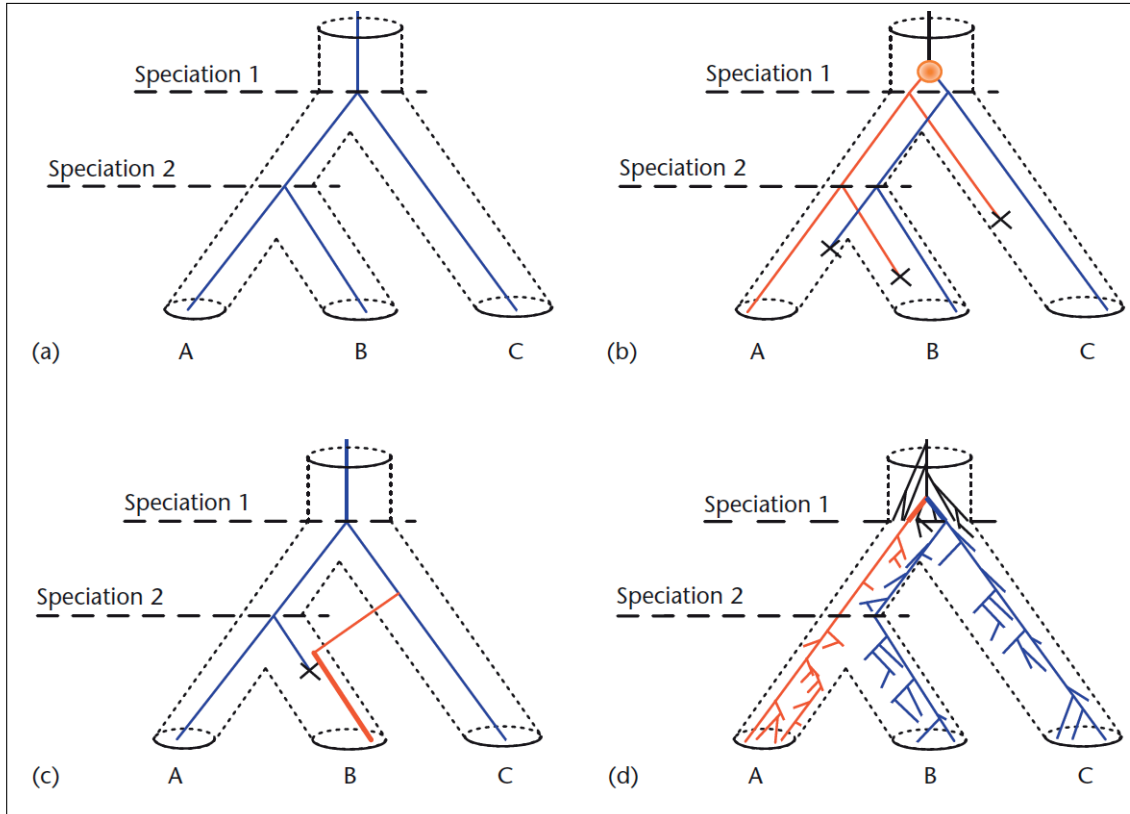 Speciation 1
Speciation 2
(a)
A
B
C
Speciation 1
Speciation 2
(b)
A
B
C
Speciation 1
Speciation 2
(c)
A
B
C
Speciation 1
Speciation 2
(d)
A
B
C